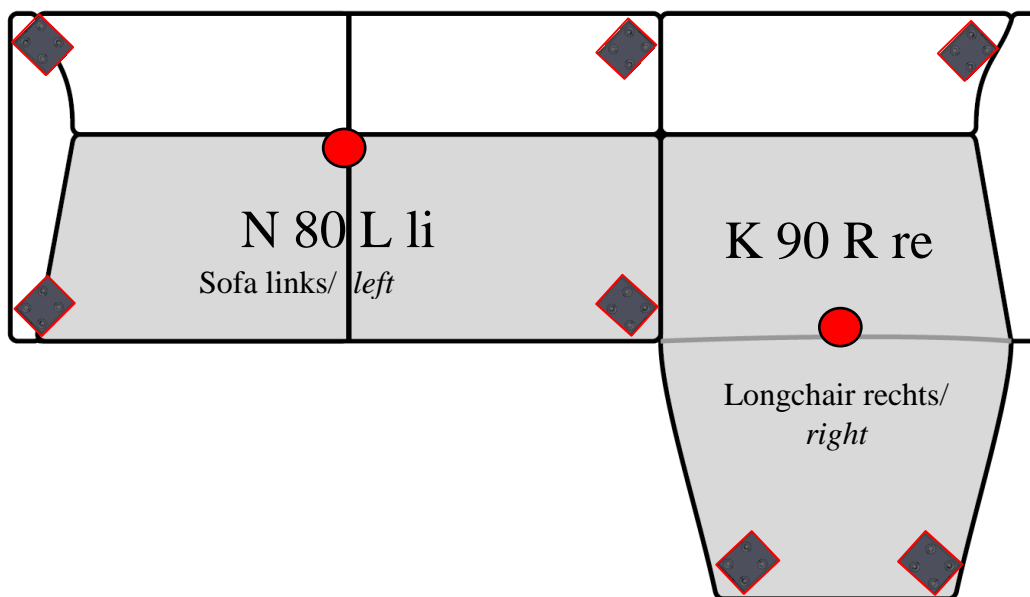 N 80 L li
Sofa links/ left
K 90 R re
Longchair rechts/
right